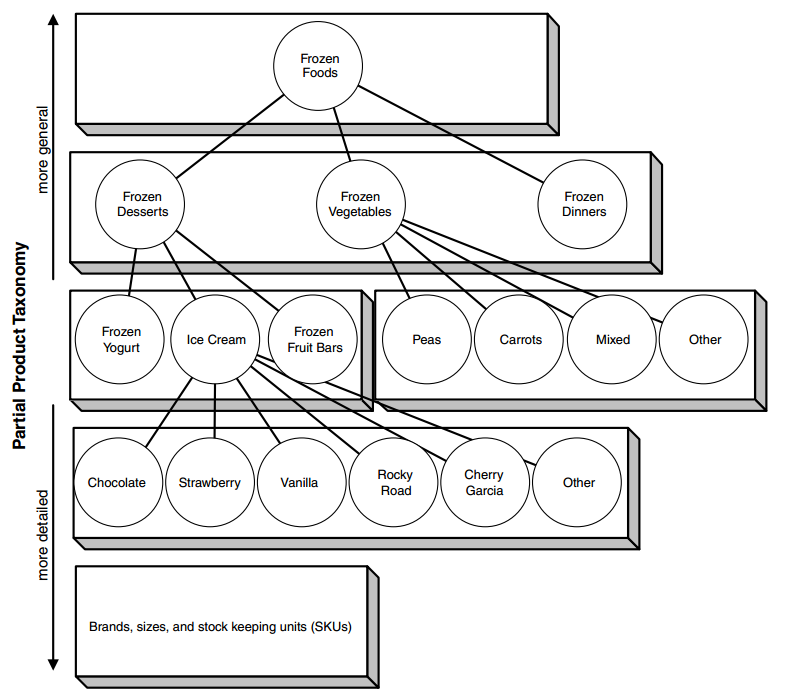 Partial Product Taxonomy
more general
more detailed
Frozen
Foods
Frozen
Desserts
Frozen
Vegetables
Frozen
Dinners
Frozen
Yogurt
Ice Cream
Frozen
Fruit Bars
Peas
Carrots
Mixed
Other
Chocolate
Strawberry
Vanilla
Rocky
Road
Cherry
Garcia
Other
Brands, sizes, and stock keeping units (SKUs)